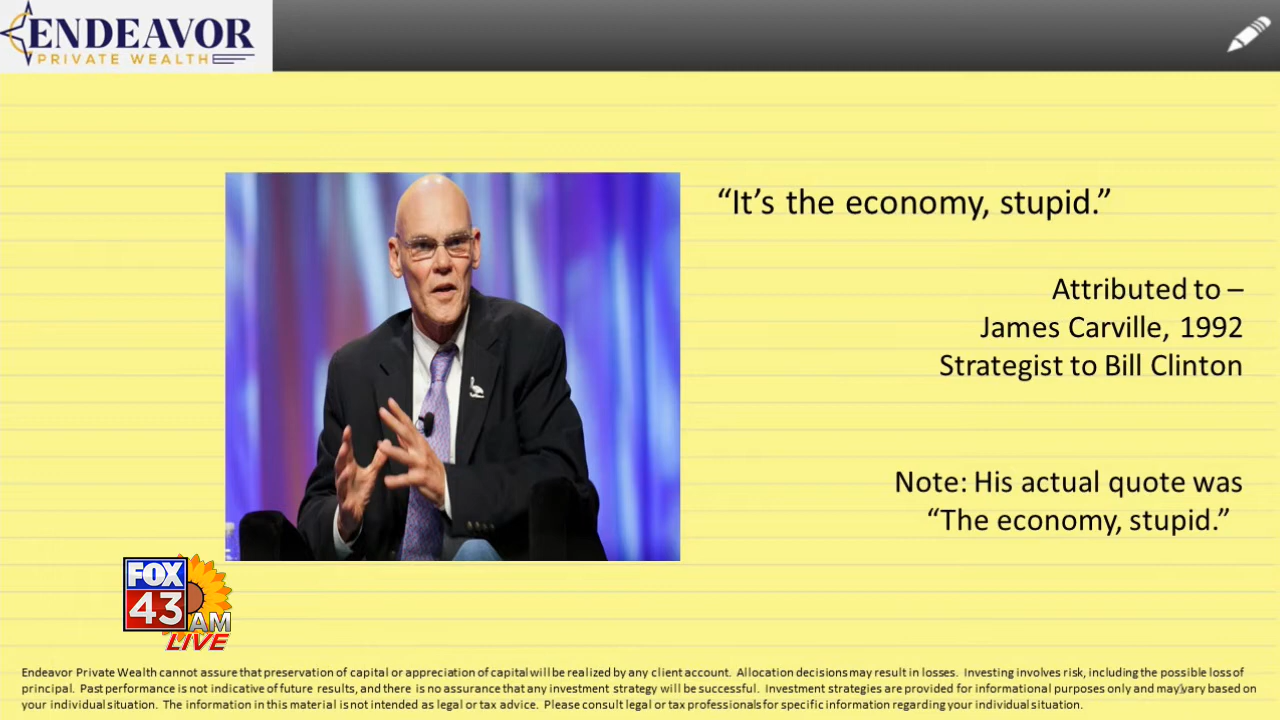 ENDEAVOR
PRIVATE WEALTH
“It’s the economy, stupid.”
Attributed to –
James Carville, 1992
Strategist to Bill Clinton
Note: His actual quote was
“The economy, stupid.”
FOX
43
AM
LIVE
Endeavor Private Wealth cannot assure that preservation of capital or appreciation of capital will be realized by any client account. Allocation decisions may result in losses. Investing involves risk, including the possible loss of
principal. Past performance is not indicative of future results, and there is no assurance that any investment strategy will be successful. Investment strategies are provided for informational purposes only and may vary based on
your individual situation. The information in this material is not intended as legal or tax advice. Please consult legal or tax professionals for specific information regarding your individual situation.